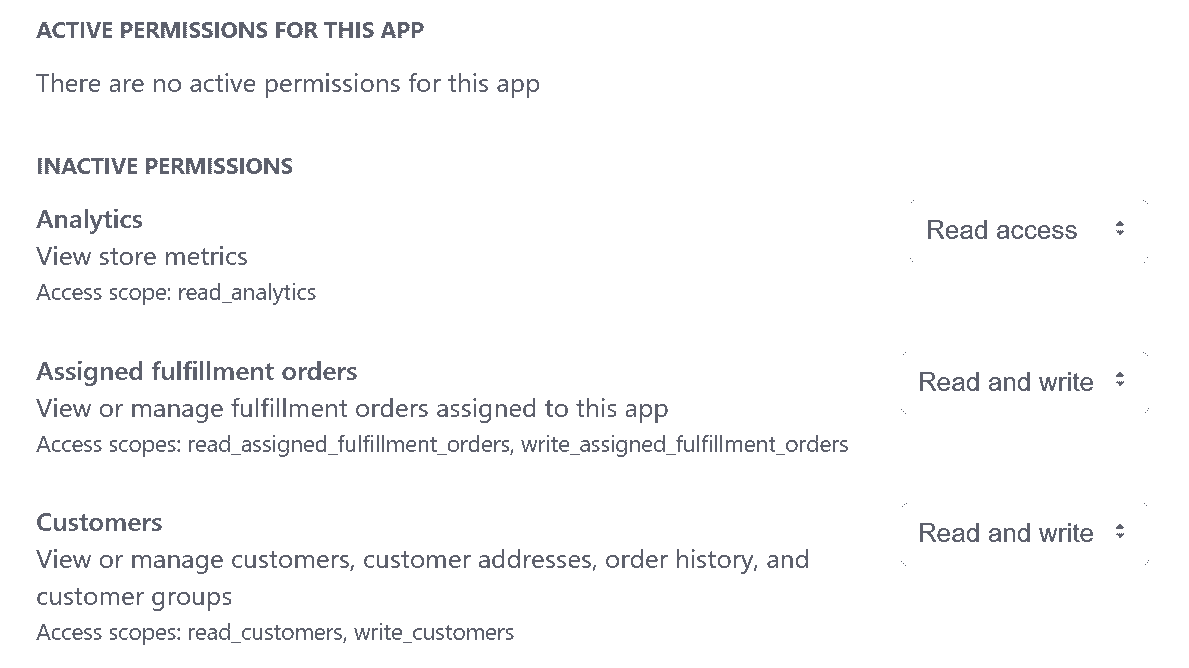 ACTIVE PERMISSIONS FOR THIS APP
There are no active permissions for this app
INACTIVE PERMISSIONS
Analytics
Read access
View store metrics
Access scope: read_analytics
Assigned fulfillment orders
Read and write
View or manage fulfillment orders assigned to this app
Access scopes: read_assigned_fulfillment_orders, write_assigned_fulfillment_orders
Customers
Read and write
View or manage customers, customer addresses, order history, and
customer groups
Access scopes: read_customers, write_customers